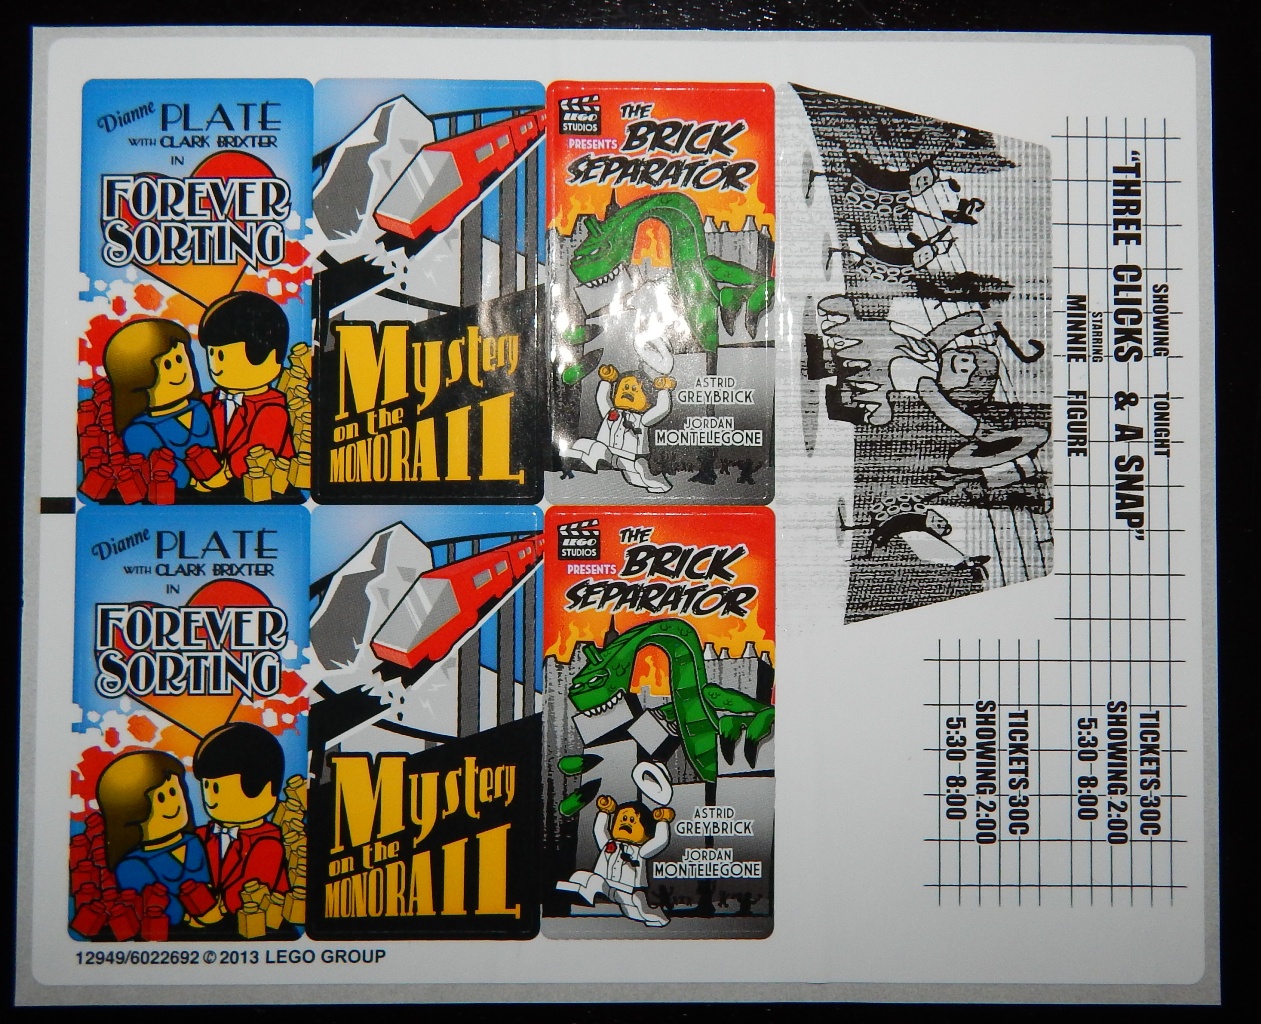 Dianne PLATÉ
WITH CLARK BRIXTER
IN
FOREVER
SORTING
Mystery
on the
MONORAIL
LEGO
STUDIOS
PRESENTS
THE
BRICK
SEPARATOR
ASTRID
GREYBRICK
JORDAN
MONTELEGONE
Dianne PLATÉ
WITH CLARK BRIXTER
IN
FOREVER
SORTING
Mystery
on the
MONORAIL
LEGO
STUDIOS
PRESENTS
THE
BRICK
SEPARATOR
ASTRID
GREYBRICK
JORDAN
MONTELEGONE
SHOWING TONIGHT
"THREE CLICKS & A SNAP"
STARRING
MINNIE FIGURE
TICKETS 30C
SHOWING 2:00
5:30 8:00
TICKETS 30C
SHOWING 2:00
5:30 8:00
12949/6022692 © 2013 LEGO GROUP